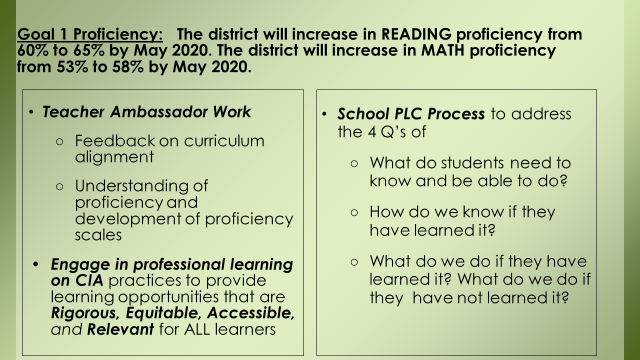 Goal 1 Proficiency: The district will increase in READING proficiency from
60% to 65% by May 2020. The district will increase in MATH proficiency
from 53% to 58% by May 2020.
• Teacher Ambassador Work
○ Feedback on curriculum
alignment
○ Understanding of
proficiency and
development of proficiency
scales
• Engage in professional learning
on CIA practices to provide
learning opportunities that are
Rigorous, Equitable, Accessible,
and Relevant for ALL learners
• School PLC Process to address
the 4 Q's of
○ What do students need to
know and be able to do?
○ How do we know if they
have learned it?
○ What do we do if they have
learned it? What do we do if
they have not learned it?